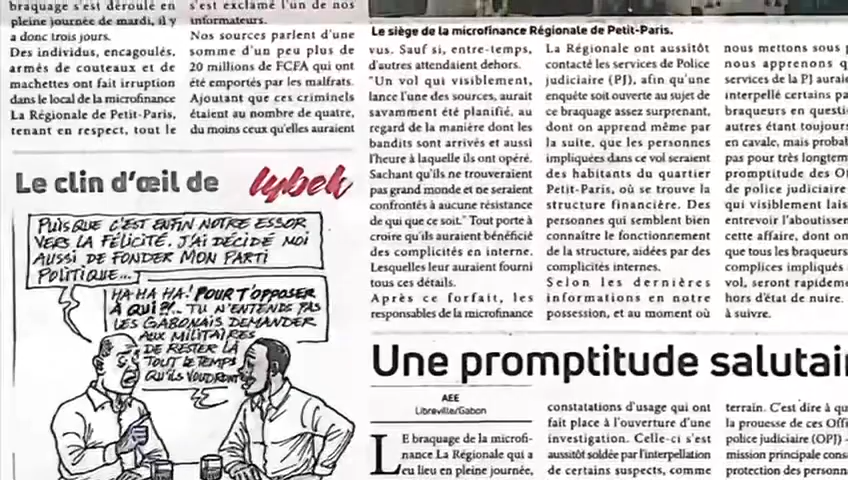 braquage s'est déroulé en
pleine journée de mardi, il y
a donc trois jours.
Des individus, encagoulés,
armés de couteaux et de
machettes ont fait irruption
dans le local de la microfinance
La Régionale de Petit-Paris,
tenant en respect, tout le
s'est exclamé l'un de nos
informateurs.
Nos sources parlent d'une
somme d'un peu plus de
20 millions de FCFA qui ont
été emportés par les malfrats.
Ajoutant que ces criminels
étaient au nombre de quatre,
du moins ceux qu'elles auraient
Le siège de la microfinance Régionale de Petit-Paris.
vus. Sauf si, entre-temps,
d'autres attendaient dehors.
"Un vol qui visiblement,
lance l'une des sources, aurait
savamment été planifié, au
regard de la manière dont les
bandits sont arrivés et aussi
l'heure à laquelle ils ont opéré.
Sachant qu'ils ne trouveraient
pas grand monde et ne seraient
confrontés à aucune résistance
de qui que ce soit." Tout porte à
croire qu'ils auraient bénéficié
des complicités en interne.
Lesquelles leur auraient fourni
tous ces détails.
Après ce forfait, les
responsables de la microfinance
La Régionale ont aussitôt
contacté les services de Police
judiciaire (PJ), afin qu'une
enquête soit ouverte au sujet de
ce braquage assez surprenant,
dont on apprend même par
la suite, que les personnes
impliquées dans ce vol seraient
des habitants du quartier
Petit-Paris, où se trouve la
structure financière. Des
personnes qui semblent bien
connaître le fonctionnement
de la structure, aidées par des
complicités internes.
Selon les dernières
informations en notre
possession, et au moment où
nous mettons sous
nous apprenons
services de la PJ aurai
interpellé certains
braqueurs en questi
autres étant toujours
en cavale, mais proba
pas pour très longtem
promptitude des
de police judiciaire
qui visiblement lais
entrevoir l'aboutisse
cette affaire, dont
que tous les braqueur
complices impliqués
vol, seront rapideme
hors d'état de nuire.
à suivre.
Le clin d'œil de lybek
PUISQUE C'EST ENFIN NOTRE ESSOR
VERS LA FÉLICITÉ. J'AI DÉCIDÉ MOI
AUSSI DE FONDER MON PARTI
POLITIQUE...
HA HA HA! POUR T'OPPOSER
À QUI?!.. TU N'ENTENDS PAS
LES GABONAIS DEMANDER
AUX MILITAIRES
DE RESTER LÀ
TOUT LE TEMPS
QU'ILS VOUDRONT
Une promptitude salutai
AEE
Libreville/Gabon
LE braquage de la microfi-
nance La Régionale qui a
eu lieu en pleine journée,
constatations d'usage qui ont
fait place à l'ouverture d'une
investigation. Celle-ci s'est
aussitôt soldée par l'interpellation
de certains suspects, comme
terrain. C'est dire à qu
la prouesse de ces Offi
police judiciaire (OPJ)
mission principale cons
protection des personn